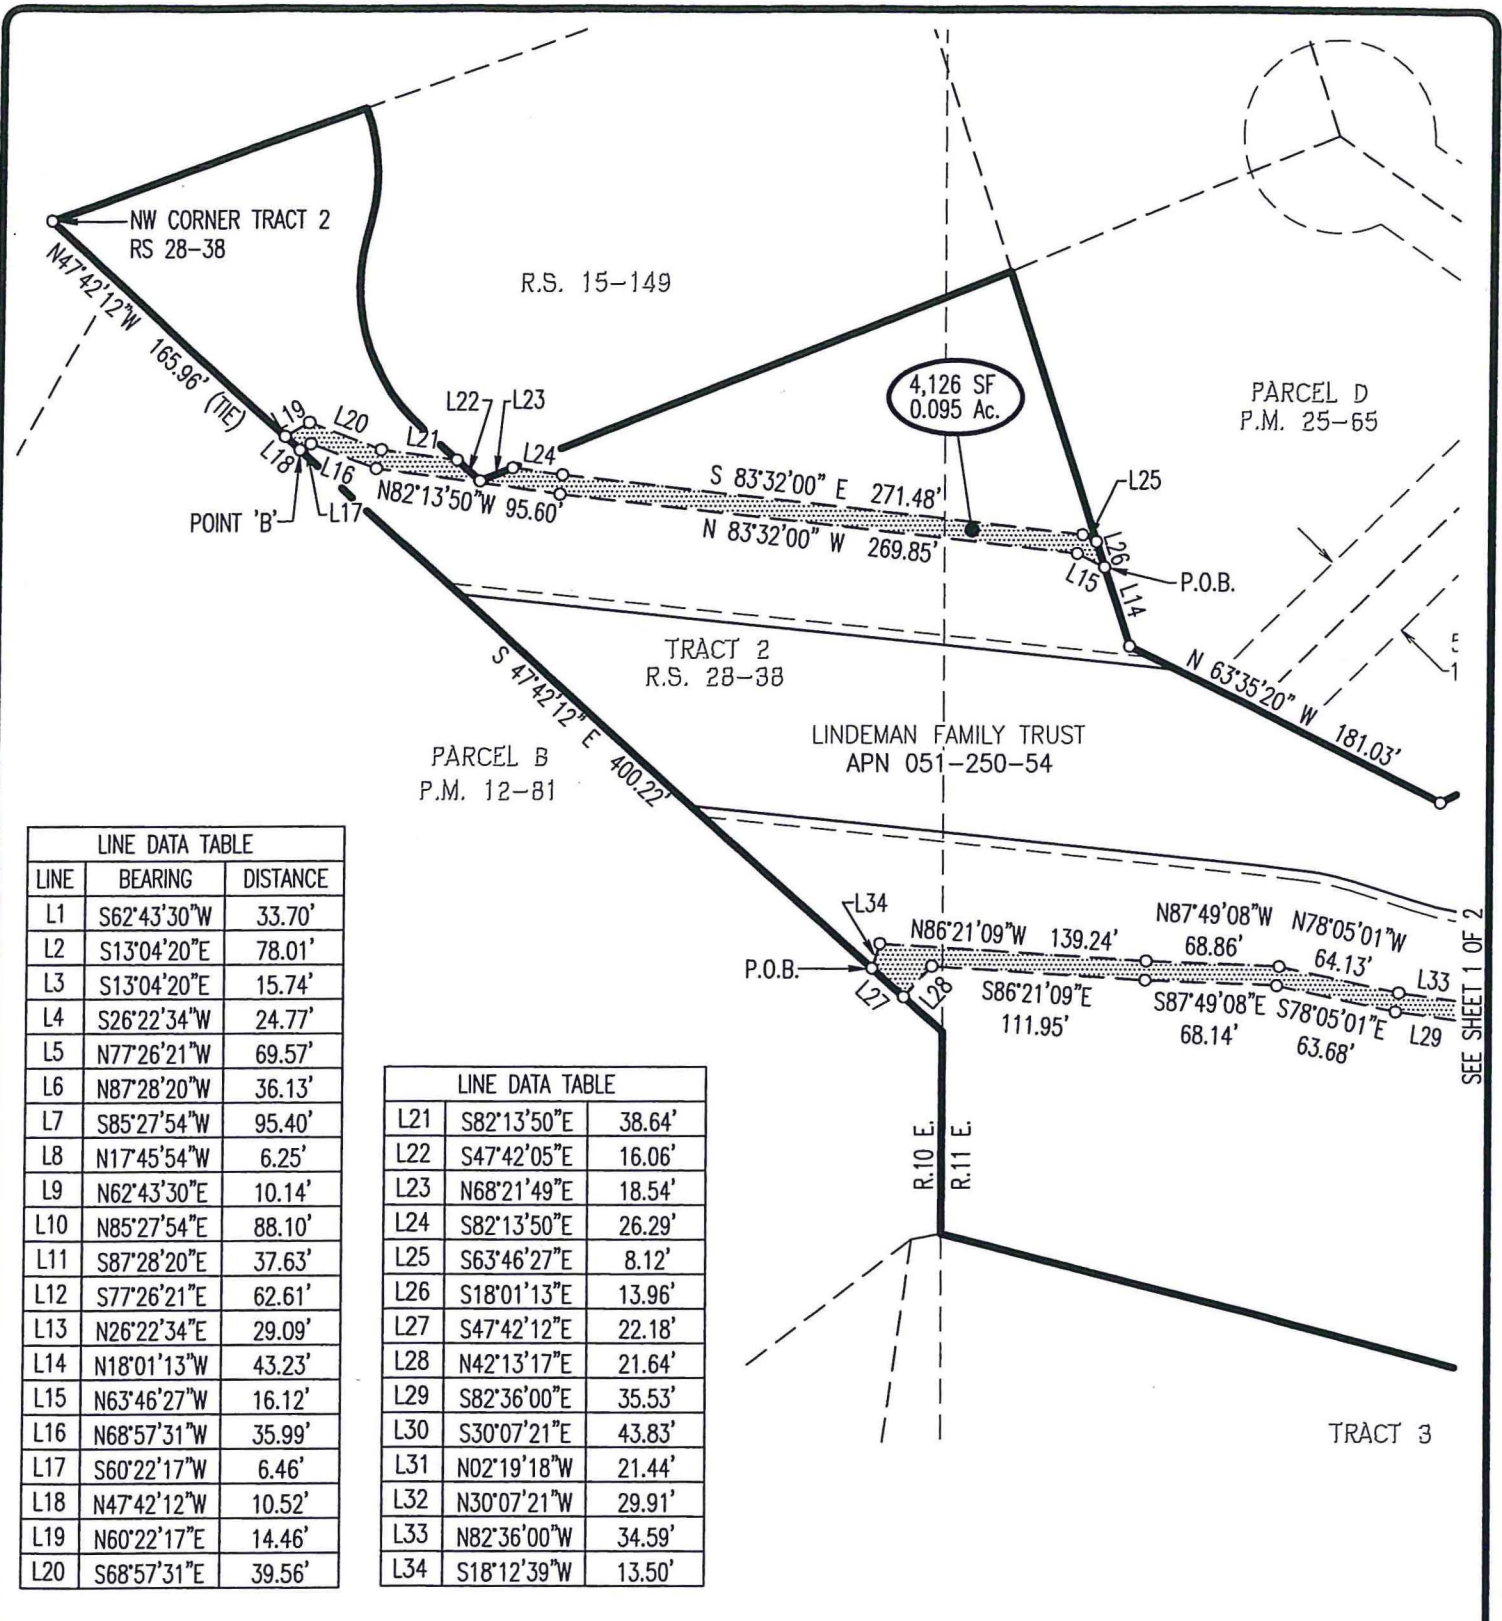 NW CORNER TRACT 2
RS 28-38
N47°42'12"W 165.96' (TIE)
R.S. 15-149
4,126 SF
0.095 Ac.
PARCEL D
P.M. 25-65
L19
L20
L21
L22
L23
L24
S 83°32'00" E 271.48'
L25
L18
L16
L17
POINT 'B'
N82°13'50"W 95.60'
N 83°32'00" W 269.85'
L26
L15
P.O.B.
L14
TRACT 2
R.S. 28-38
S 47°42'12" E 400.22'
N 63°35'20" W 181.03'
LINDEMAN FAMILY TRUST
APN 051-250-54
PARCEL B
P.M. 12-81
L34
N86°21'09"W 139.24'
N87°49'08"W
68.86'
N78°05'01"W
64.13'
L33
P.O.B.
L27
L28
S86°21'09"E
111.95'
S87°49'08"E
68.14'
S78°05'01"E
63.68'
L29
SEE SHEET 1 OF 2
R.10 E.
R.11 E.
TRACT 3
LINE DATA TABLE
LINE BEARING DISTANCE
L1 S62°43'30"W 33.70'
L2 S13°04'20"E 78.01'
L3 S13°04'20"E 15.74'
L4 S26°22'34"W 24.77'
L5 N77°26'21"W 69.57'
L6 N87°28'20"W 36.13'
L7 S85°27'54"W 95.40'
L8 N17°45'54"W 6.25'
L9 N62°43'30"E 10.14'
L10 N85°27'54"E 88.10'
L11 S87°28'20"E 37.63'
L12 S77°26'21"E 62.61'
L13 N26°22'34"E 29.09'
L14 N18°01'13"W 43.23'
L15 N63°46'27"W 16.12'
L16 N68°57'31"W 35.99'
L17 S60°22'17"W 6.46'
L18 N47°42'12"W 10.52'
L19 N60°22'17"E 14.46'
L20 S68°57'31"E 39.56'
LINE DATA TABLE
L21 S82°13'50"E 38.64'
L22 S47°42'05"E 16.06'
L23 N68°21'49"E 18.54'
L24 S82°13'50"E 26.29'
L25 S63°46'27"E 8.12'
L26 S18°01'13"E 13.96'
L27 S47°42'12"E 22.18'
L28 N42°13'17"E 21.64'
L29 S82°36'00"E 35.53'
L30 S30°07'21"E 43.83'
L31 N02°19'18"W 21.44'
L32 N30°07'21"W 29.91'
L33 N82°36'00"W 34.59'
L34 S18°12'39"W 13.50'